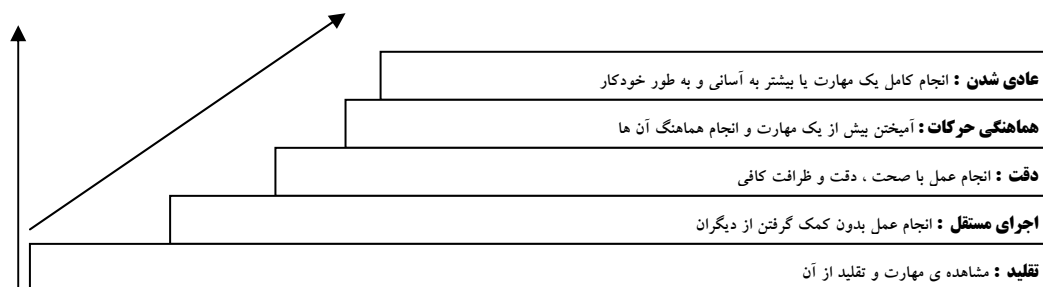 عادی شدن : انجام کامل یک مهارت یا بیشتر به آسانی و به طور خودکار
هماهنگی حرکات : آمیختن بیش از یک مهارت و انجام هماهنگ آن ها
دقت : انجام عمل با صحت ، دقت و ظرافت کافی
اجرای مستقل : انجام عمل بدون کمک گرفتن از دیگران
تقلید : مشاهده ی مهارت و تقلید از آن